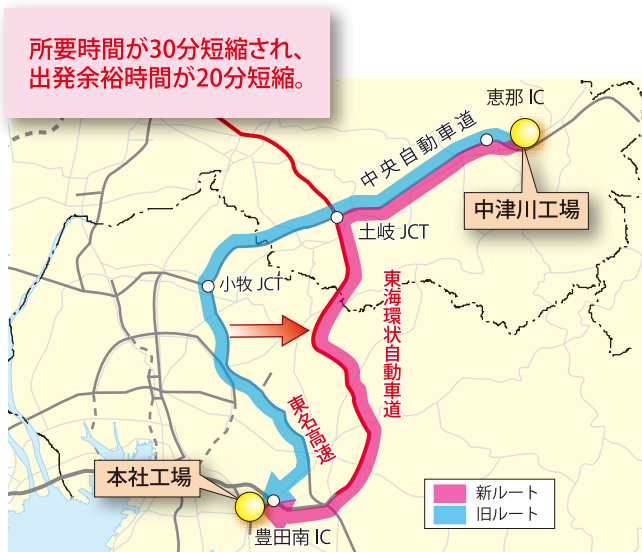 所要時間が30分短縮され、
出発余裕時間が20分短縮。
恵那 IC
中央自動車道
中津川工場
土岐 JCT
小牧 JCT
東海環状自動車道
東名高速
本社工場
豊田南 IC
新ルート
旧ルート